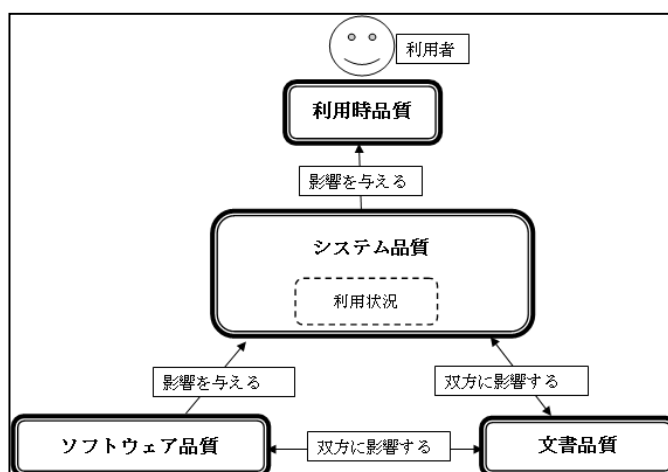 利用者
利用時品質
影響を与える
システム品質
利用状況
影響を与える
双方に影響する
ソフトウェア品質
双方に影響する
文書品質